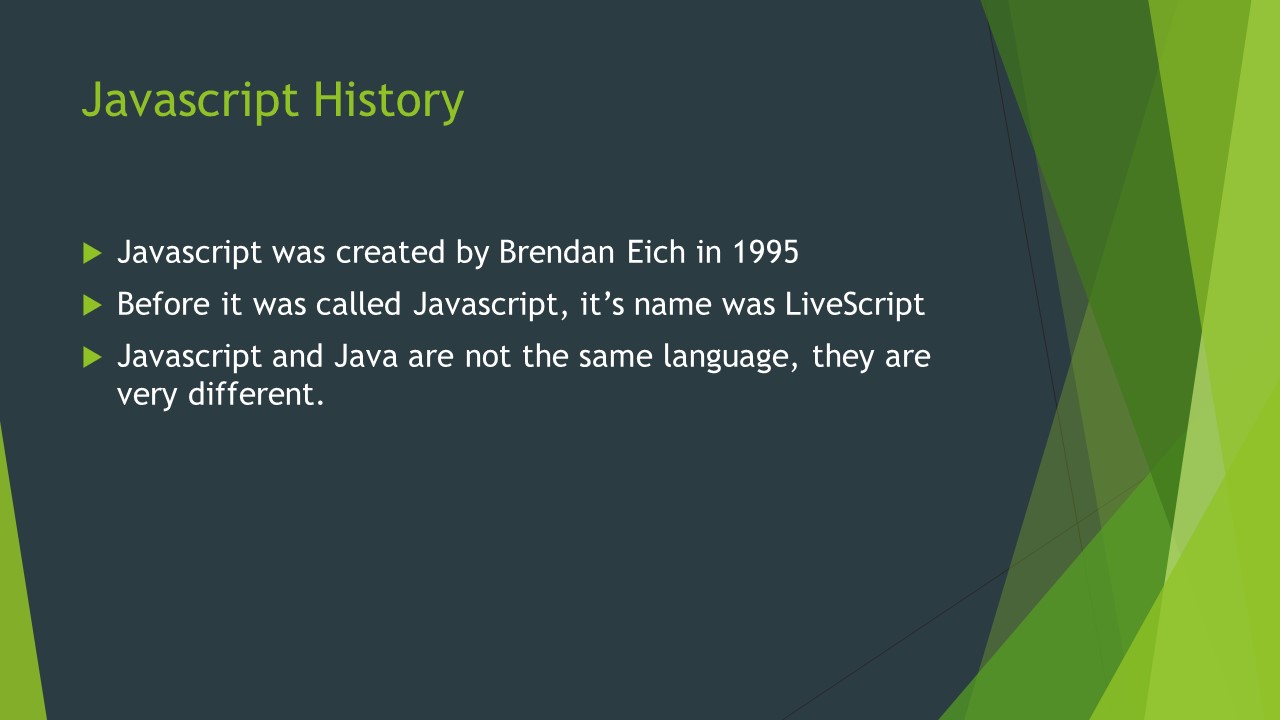 Javascript History
Javascript was created by Brendan Eich in 1995
Before it was called Javascript, it’s name was LiveScript
Javascript and Java are not the same language, they are
very different.